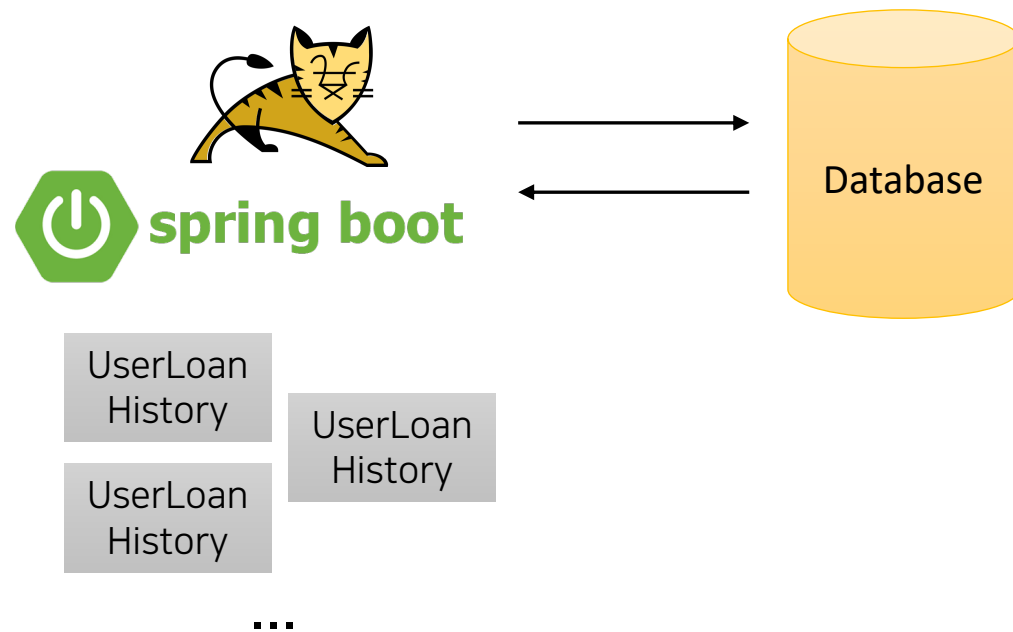 spring boot
Database
UserLoan
History
UserLoan
History
UserLoan
History
...